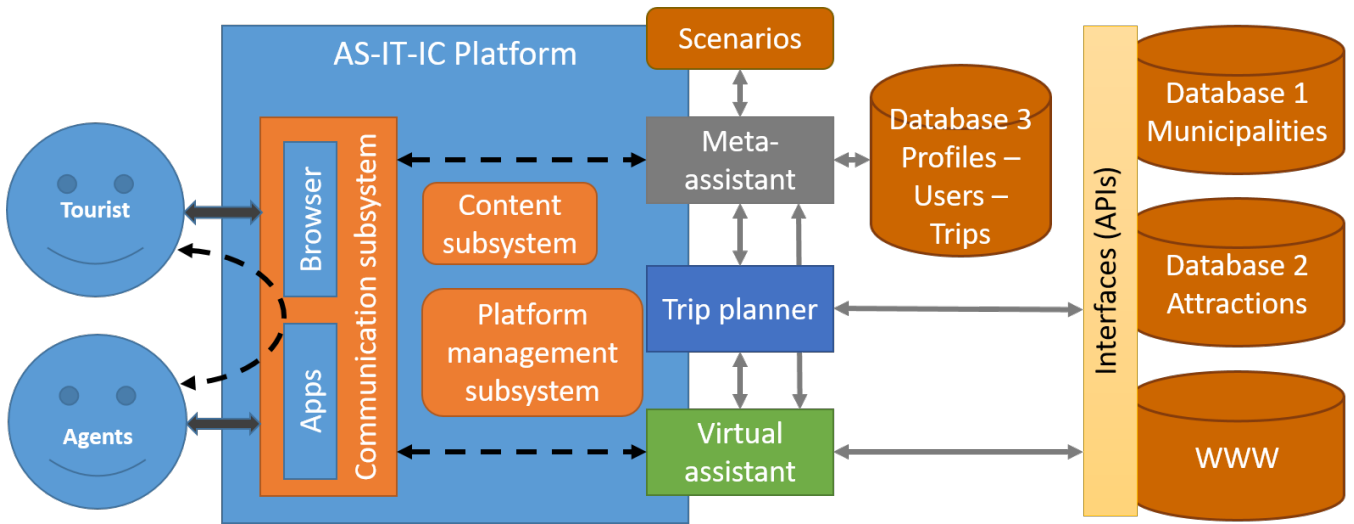 AS-IT-IC Platform
Scenarios
Tourist
Agents
Browser
Apps
Communication subsystem
Content
subsystem
Platform
management
subsystem
Meta-
assistant
Trip planner
Virtual
assistant
Database 3
Profiles –
Users –
Trips
Interfaces (APIs)
Database 1
Municipalities
Database 2
Attractions
WWW